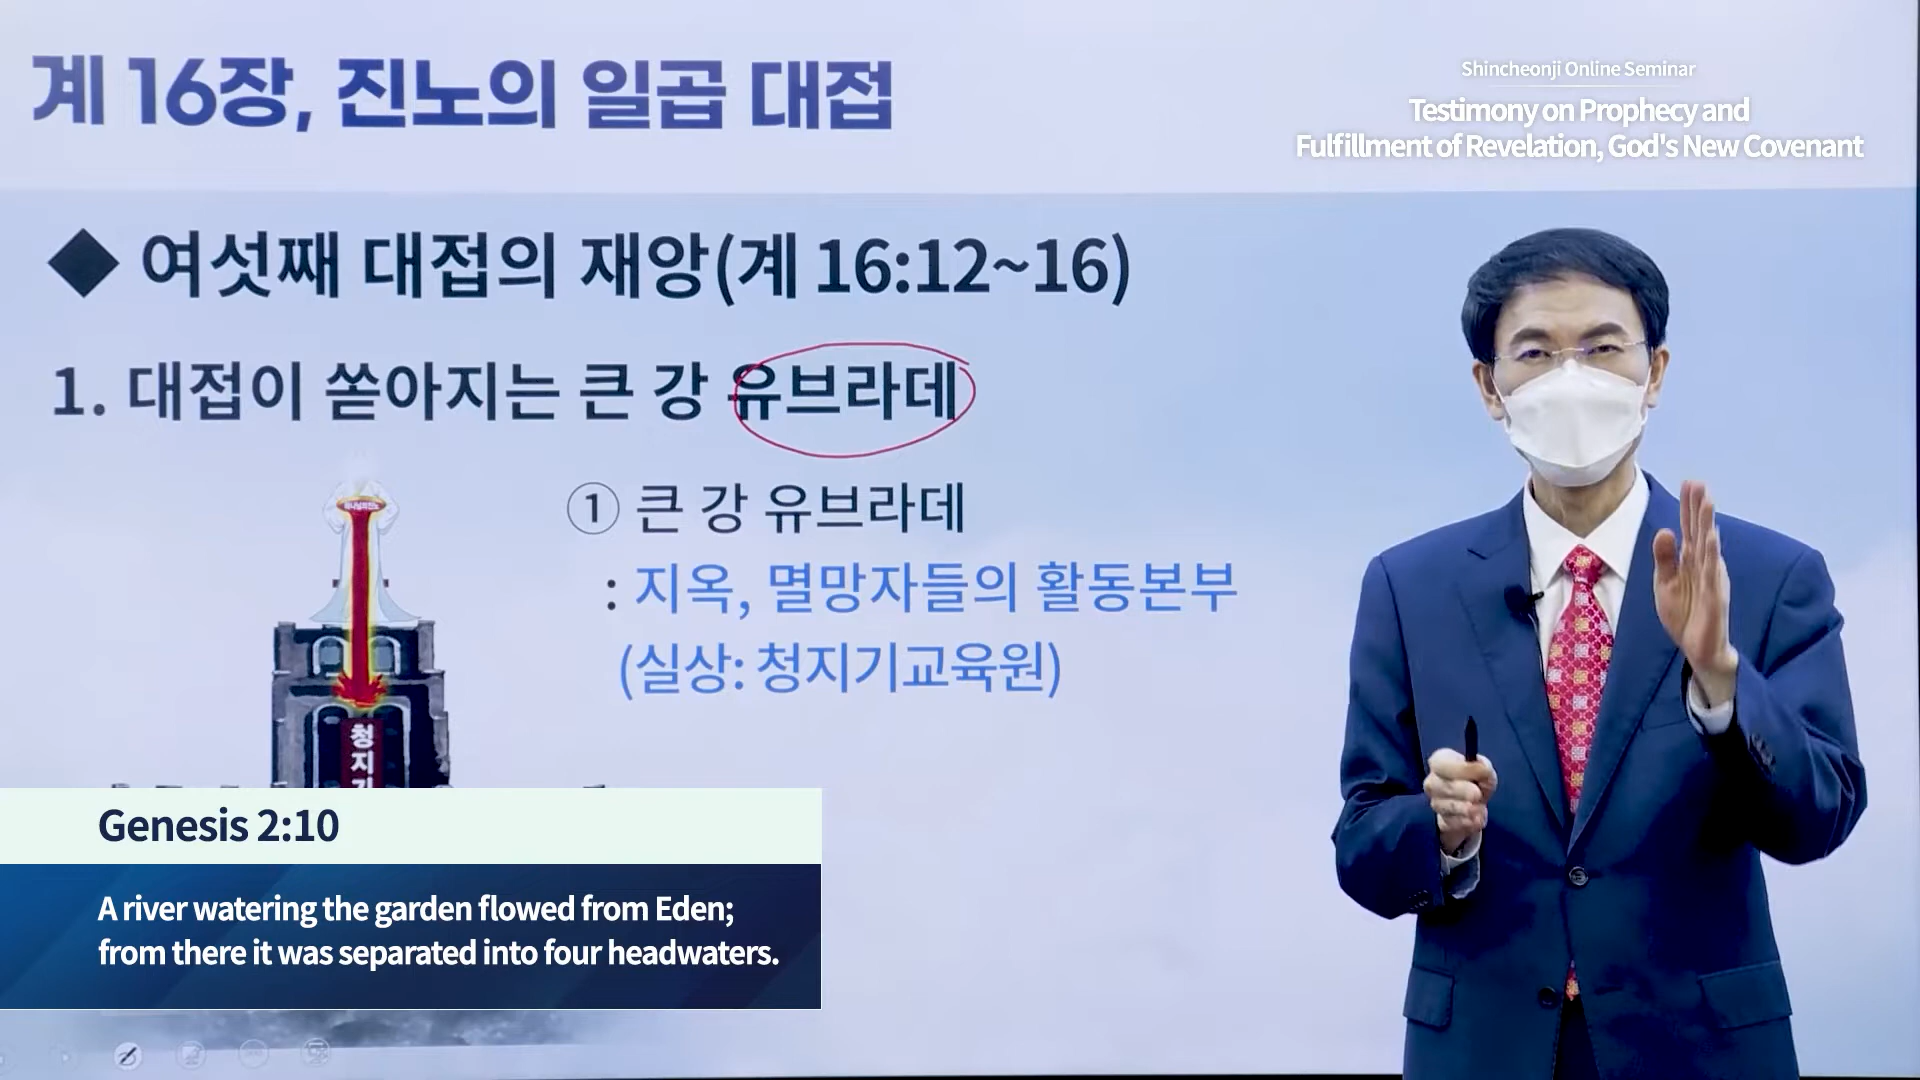 계 16장, 진노의 일곱 대접
Shincheonji Online Seminar
Testimony on Prophecy and
Fulfillment of Revelation, God's New Covenant
◆ 여섯째 대접의 재앙(계 16:12~16)
1. 대접이 쏟아지는 큰 강 유브라데
① 큰 강 유브라데
: 지옥, 멸망자들의 활동본부
(실상: 청지기교육원)
청
지
Genesis 2:10
A river watering the garden flowed from Eden;
from there it was separated into four headwaters.